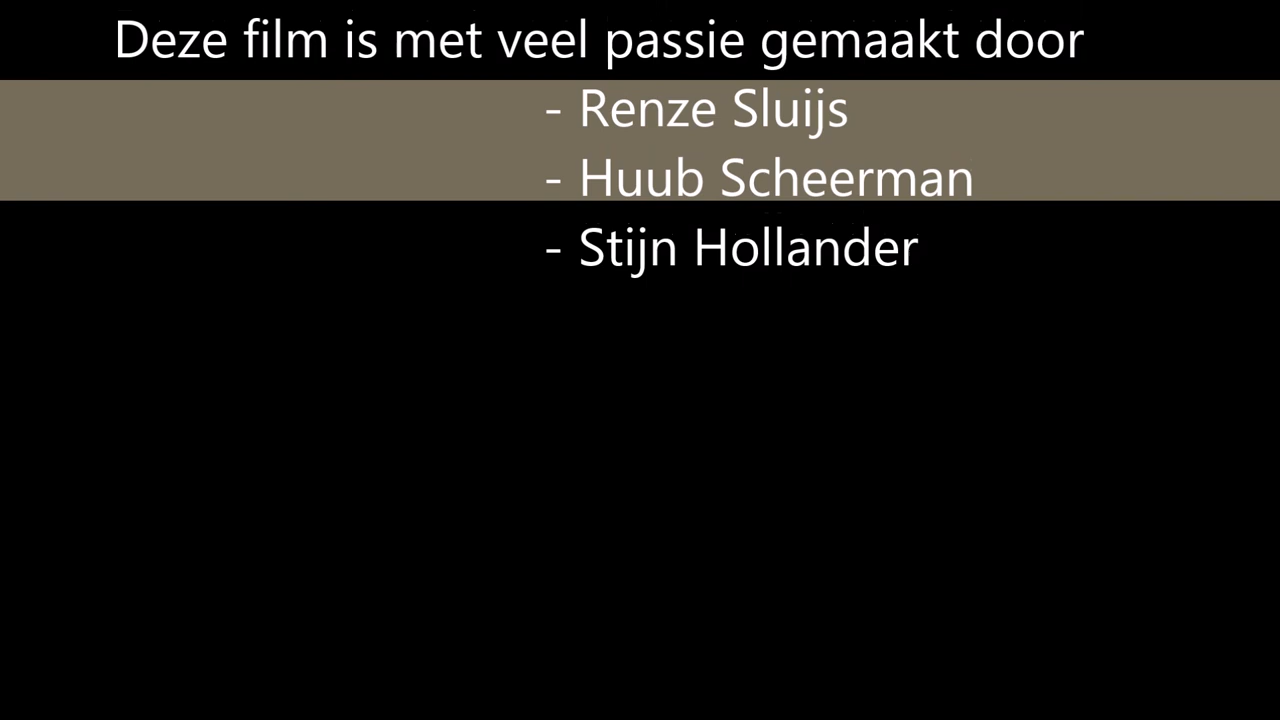 Deze film is met veel passie gemaakt door
- Renze Sluijs
- Huub Scheerman
- Stijn Hollander